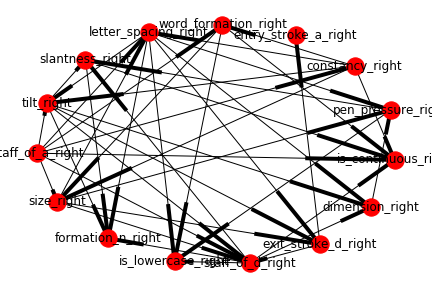 word_formation_right
letter_spacing_right
entry_stroke_a_right
slantness_right
constancy_right
tilt_right
pen_pressure_right
staff_of_a_right
is_continuous_right
size_right
dimension_right
formation_n_right
exit_stroke_d_right
is_lowercase_right
staff_of_d_right